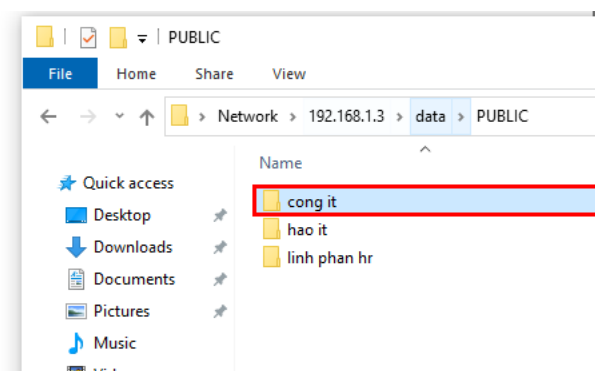 PUBLIC
File Home Share View
Network > 192.168.1.3 > data > PUBLIC
Name
Quick access
Desktop
Downloads
Documents
Pictures
Music
cong it
hao it
linh phan hr